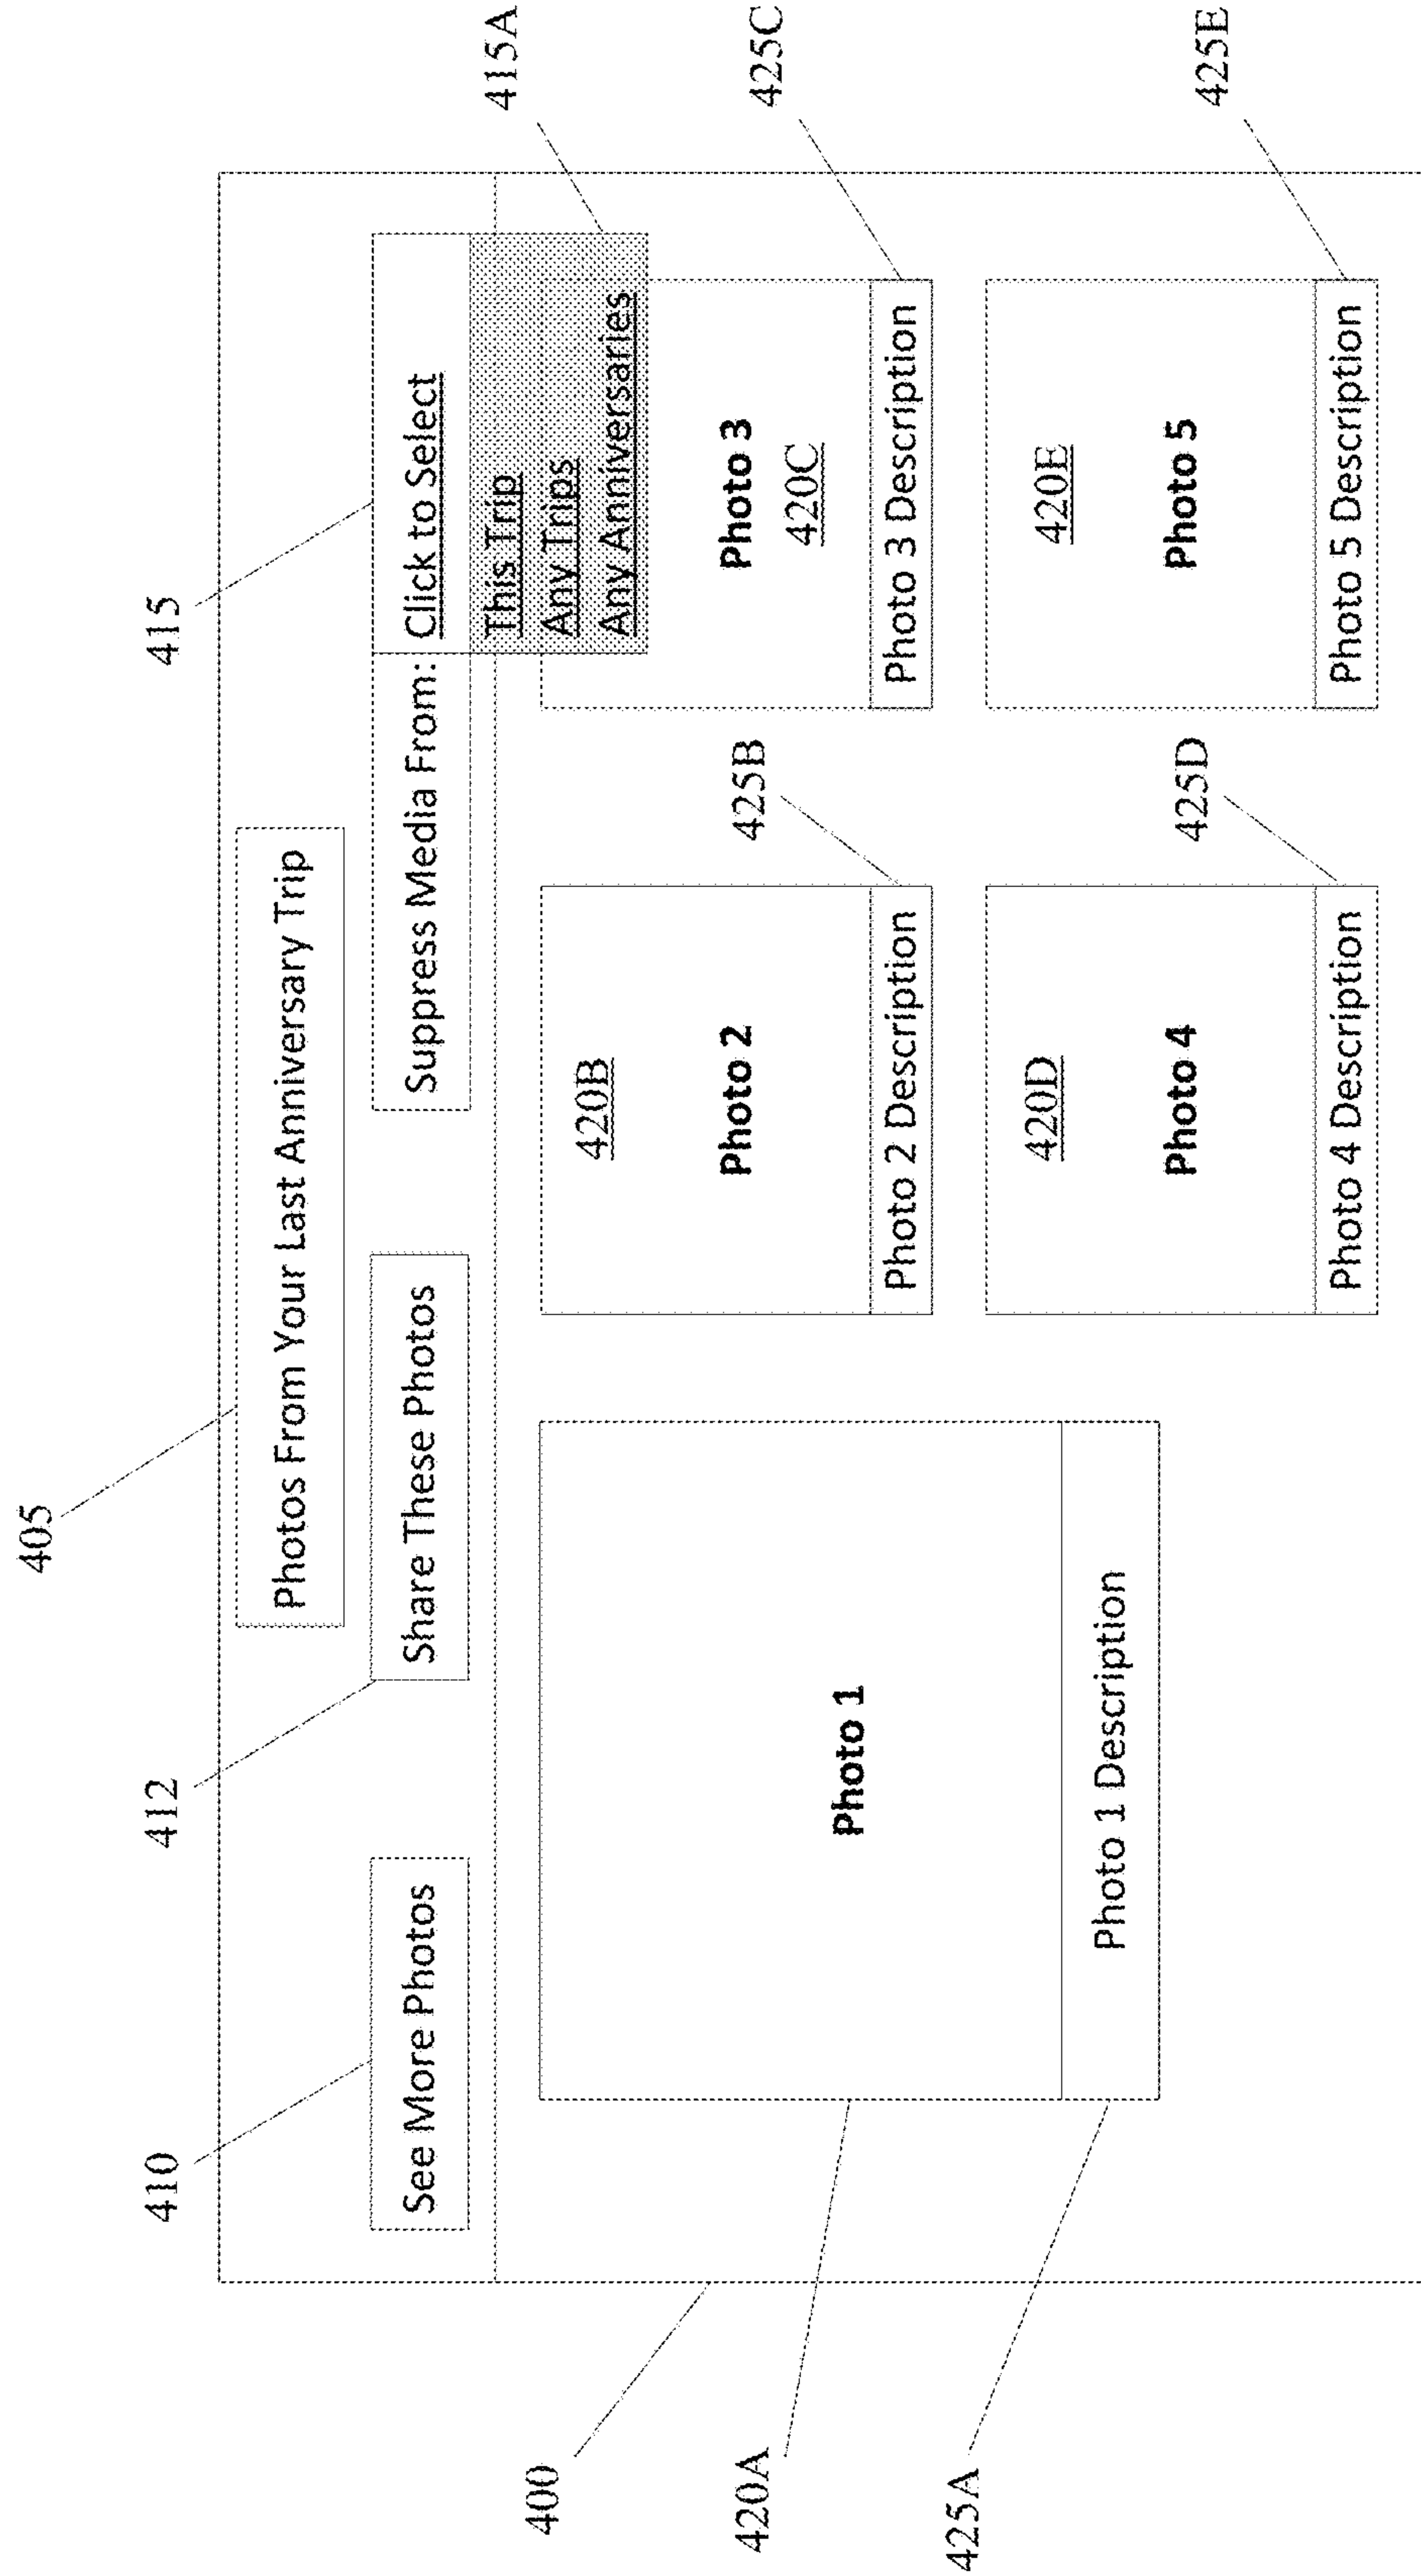 405
415
412
410
Photos From Your Last Anniversary Trip
See More Photos
Share These Photos
Suppress Media From:
Click to Select
This Trip
Any Trips
Any Anniversaries
415A
400
Photo 1
420A
Photo 1 Description
425A
420B
Photo 2
Photo 2 Description
425B
Photo 3
420C
Photo 3 Description
425C
420D
Photo 4
Photo 4 Description
425D
420E
Photo 5
Photo 5 Description
425E